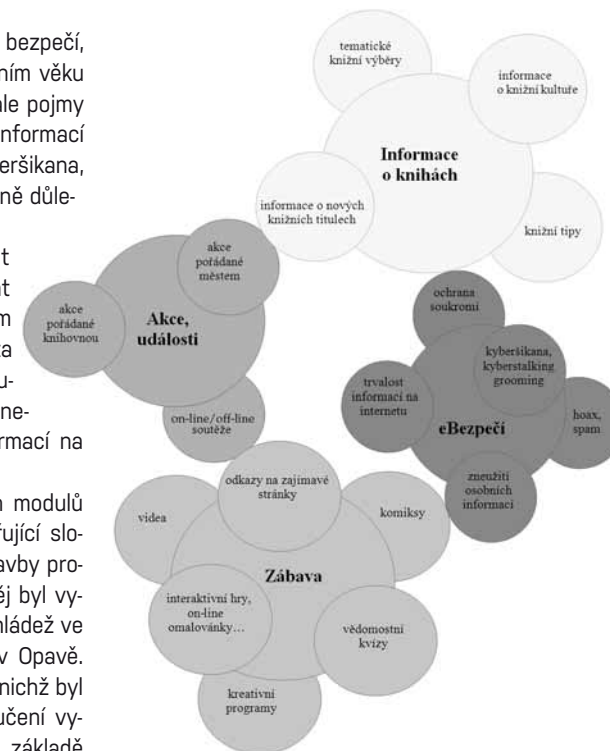 bezpečí,
ním věku
ale pojmy
nformací
eršikana,
ně důle-
t
t
m
ta
u-
ne-
rmací na
n modulů
řující slo-
avby pro-
ěj byl vy-
mládež ve
v Opavě.
nichž byl
učení vy-
základě
tematické
knižní výběry
informace
o knižní kultuře
Informace
o knihách
informace o nových
knižních titulech
knižní tipy
akce
pořádané
městem
akce
pořádané
knihovnou
Akce,
události
on-line/off-line
soutěže
ochrana
soukromí
kyberšikana,
kyberstalking
grooming
trvalost
informací na
internetu
eBezpečí
hoax,
spam
zneužití
osobních
informací
odkazy na zajímavé
stránky
videa
komiksy
Zábava
interaktivní hry,
on-line
omalovánky...
vědomostní
kvízy
kreativní
programy